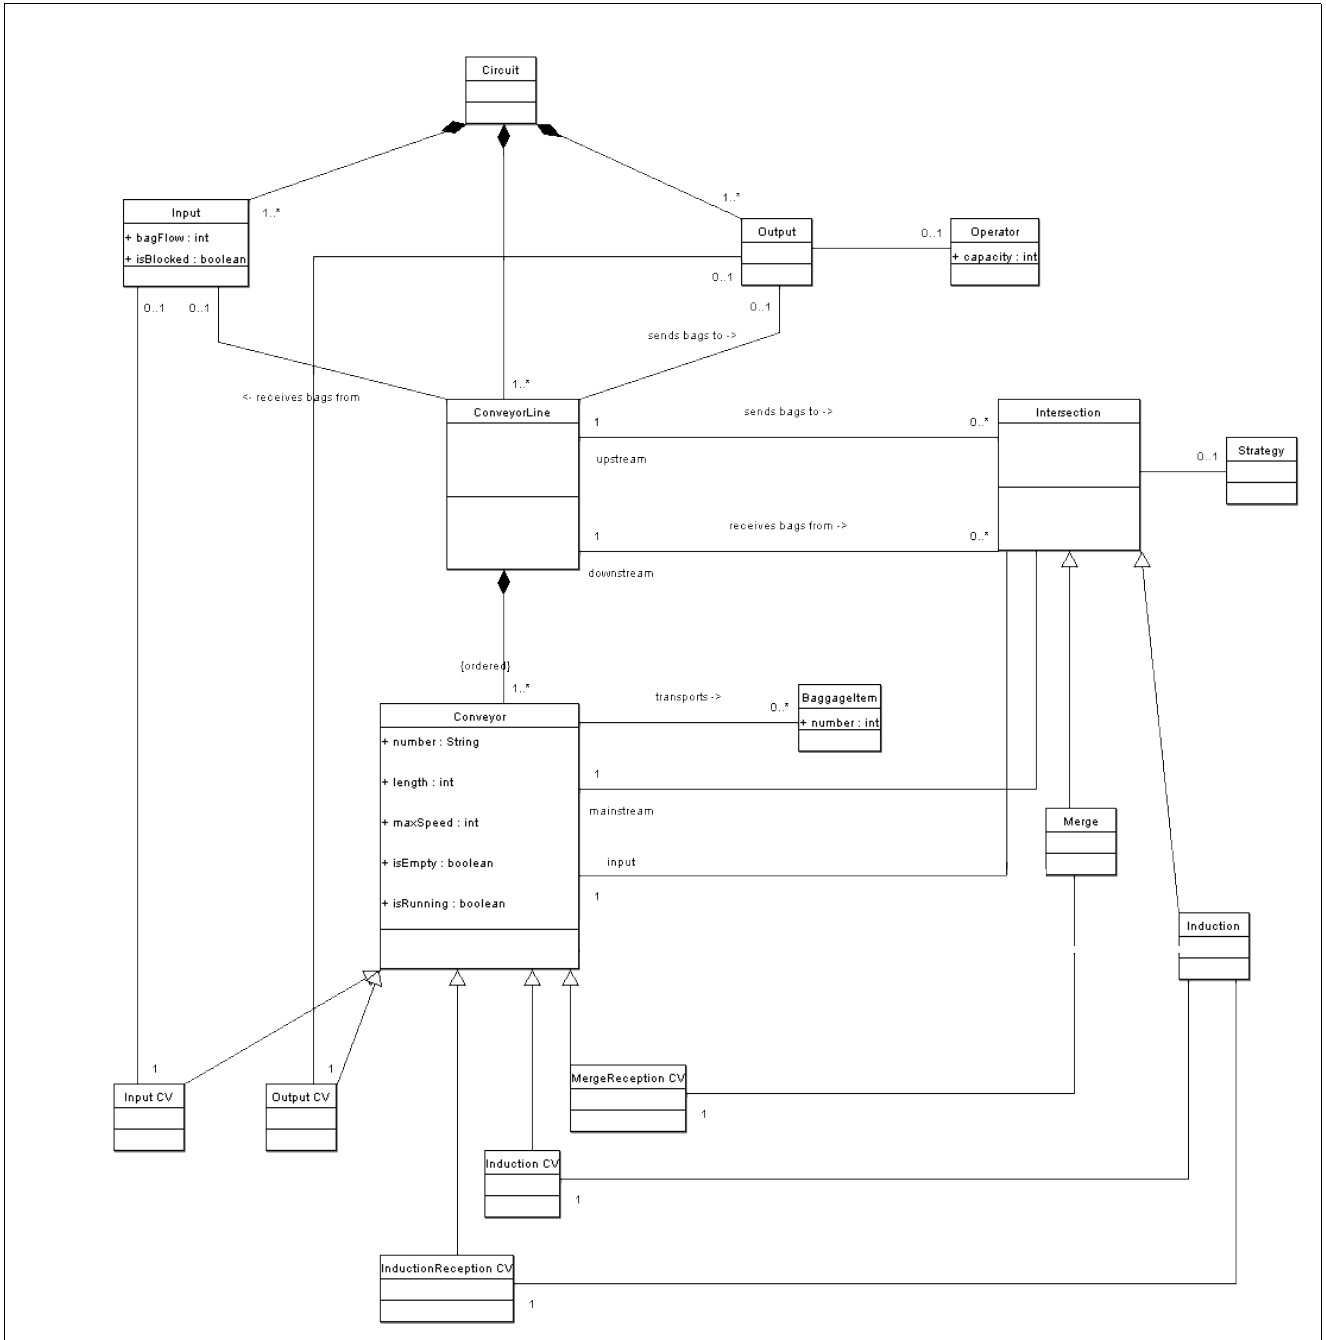 Circuit
Input
1..*
+ bagFlow : int
+ isBlocked : boolean
1..*
Output
0..1
Operator
+ capacity : int
0..1
0..1
0..1
0..1
sends bags to ->
<- receives bags from
1..*
ConveyorLine
1
sends bags to ->
0..*
upstream
Intersection
0..1
Strategy
receives bags from ->
1
0..*
downstream
{ordered}
1..*
transports ->
0..*
BaggageItem
+ number : int
Conveyor
+ number : String
+ length : int
+ maxSpeed : int
+ isEmpty : boolean
+ isRunning : boolean
1
mainstream
input
1
Merge
Induction
1
Input CV
1
Output CV
MergeReception CV
1
Induction CV
1
InductionReception CV
1